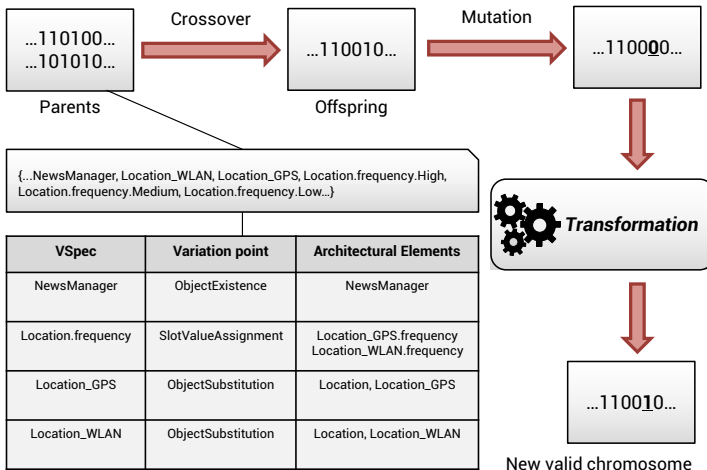 Crossover
Mutation
...110100...
...101010...
...110010...
...110000...
Parents
Offspring
{...NewsManager, Location_WLAN, Location_GPS, Location.frequency.High,
Location.frequency.Medium, Location.frequency.Low...}
Transformation
VSpec Variation point Architectural Elements
NewsManager ObjectExistence NewsManager
Location.frequency SlotValueAssignment Location_GPS.frequency
Location_WLAN.frequency
Location_GPS ObjectSubstitution Location, Location_GPS
Location_WLAN ObjectSubstitution Location, Location_WLAN
...110010...
New valid chromosome